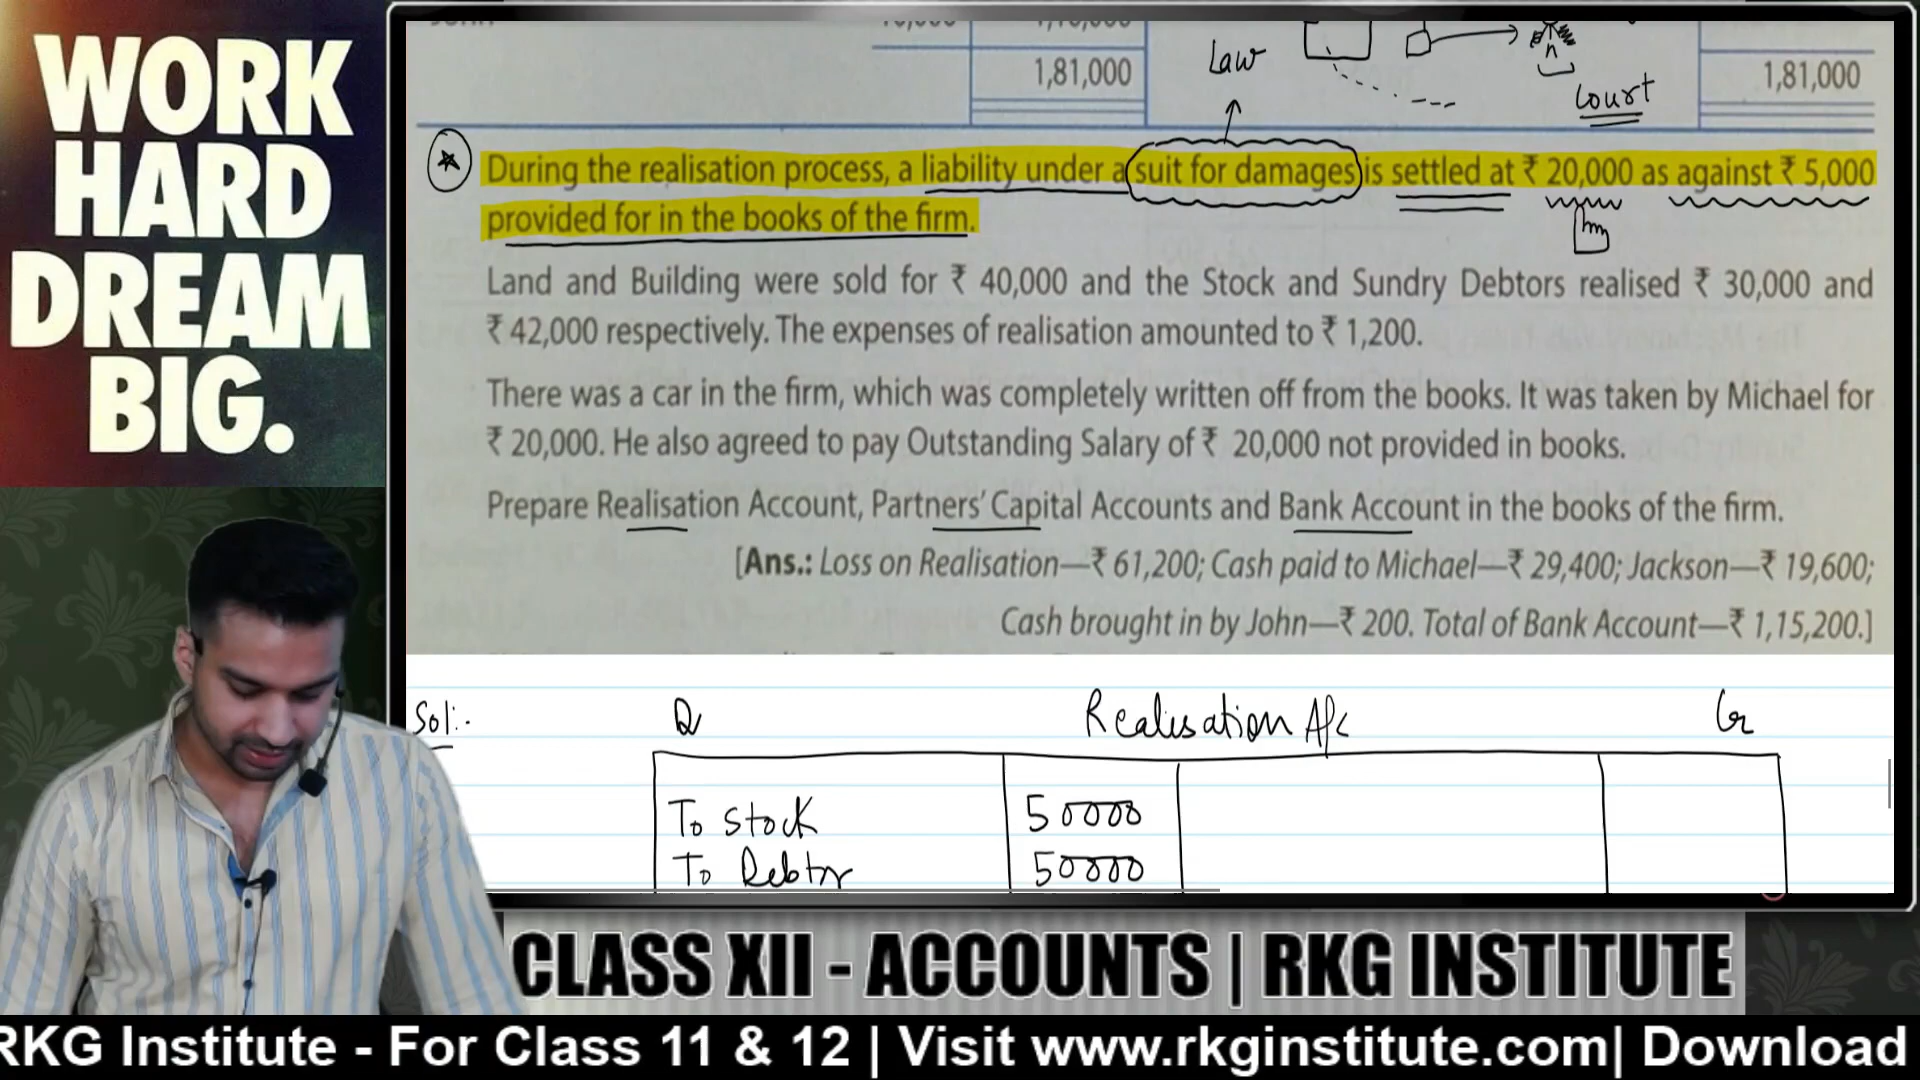 WORK
HARD
DREAM
BIG.
1,81,000
1,81,000
Law
Court
During the realisation process, a liability under a suit for damages is settled at ₹ 20,000 as against ₹ 5,000
provided for in the books of the firm.
Land and Building were sold for ₹ 40,000 and the Stock and Sundry Debtors realised ₹ 30,000 and
₹ 42,000 respectively. The expenses of realisation amounted to ₹ 1,200.
There was a car in the firm, which was completely written off from the books. It was taken by Michael for
₹ 20,000. He also agreed to pay Outstanding Salary of ₹ 20,000 not provided in books.
Prepare Realisation Account, Partners' Capital Accounts and Bank Account in the books of the firm.
[Ans.: Loss on Realisation—₹ 61,200; Cash paid to Michael—₹ 29,400; Jackson—₹ 19,600;
Cash brought in by John—₹ 200. Total of Bank Account—₹ 1,15,200.]
Sol:- Dr Realisation A/c Cr
To Stock 50000
To Debtor 50000
CLASS XII - ACCOUNTS | RKG INSTITUTE
RKG Institute - For Class 11 & 12 | Visit www.rkginstitute.com| Download